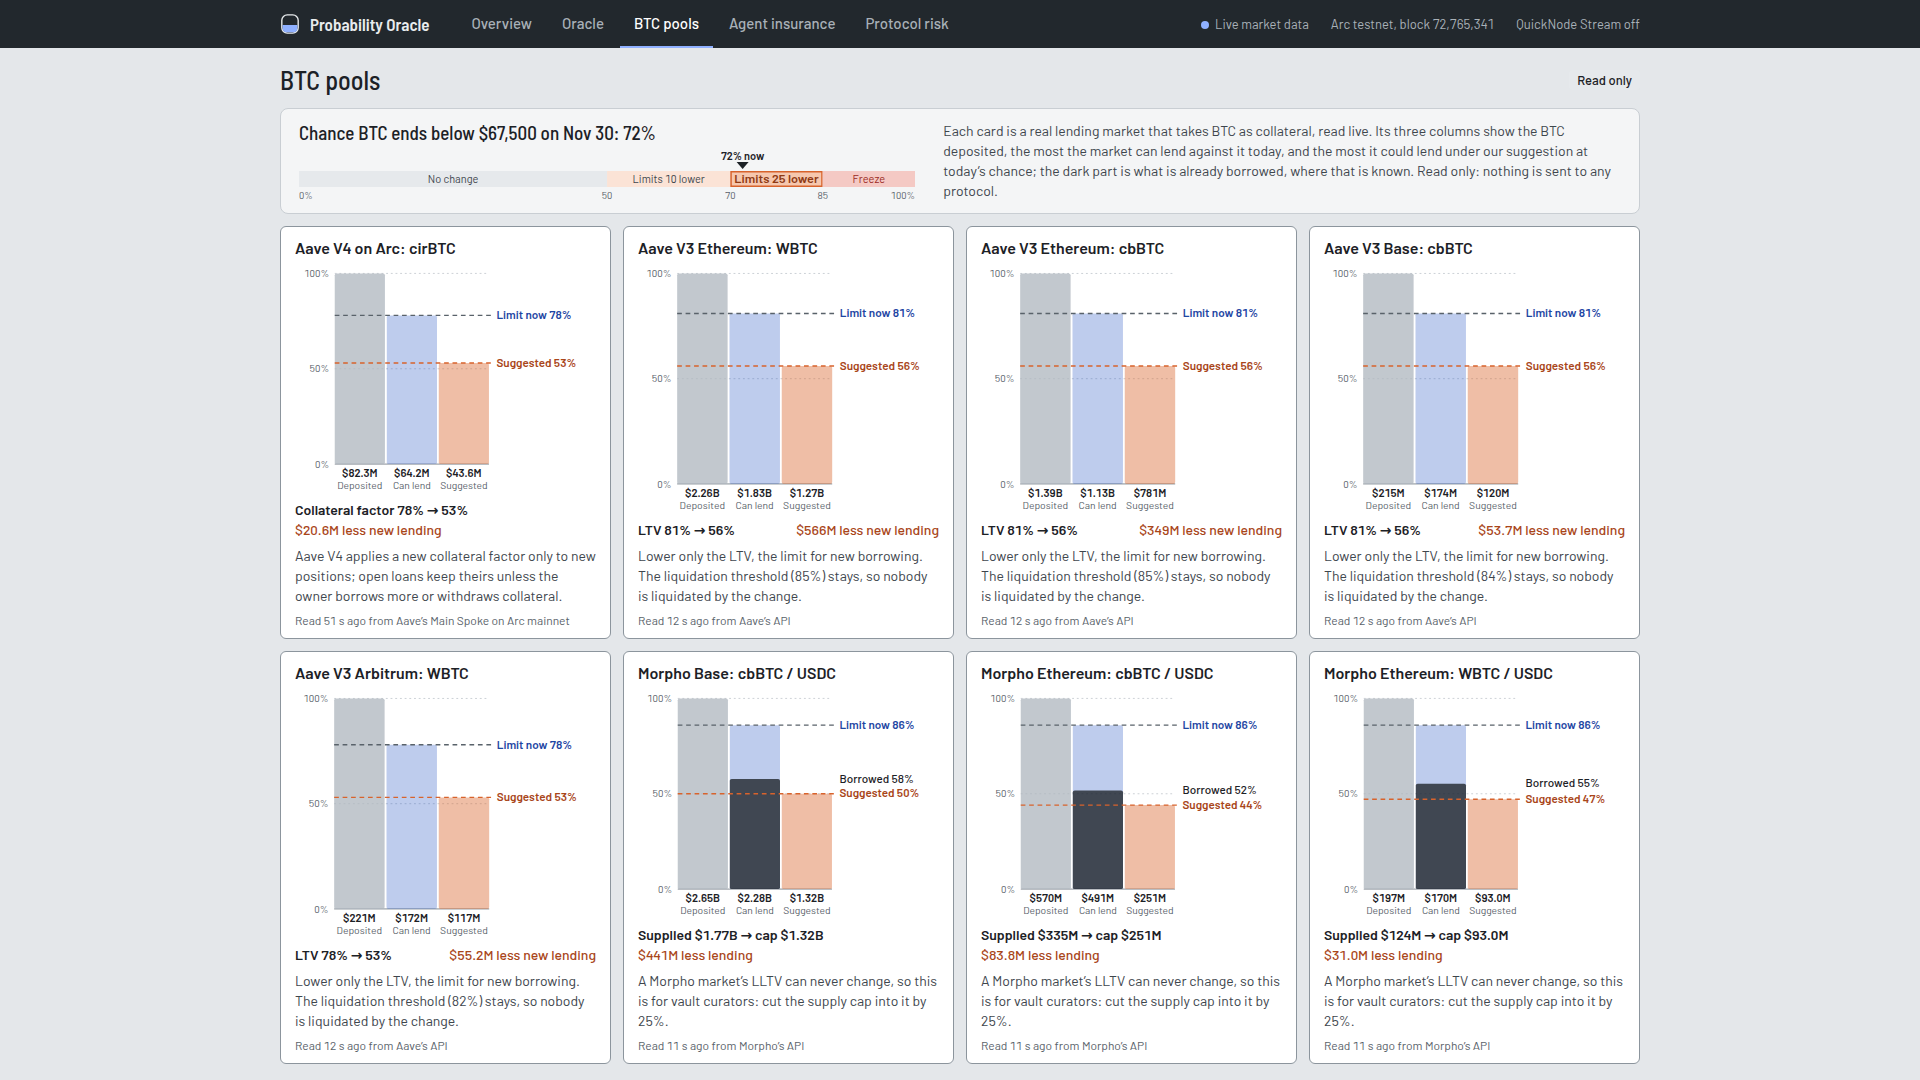 Probability Oracle
Overview
Oracle
BTC pools
Agent insurance
Protocol risk
Live market data
Arc testnet, block 72,765,341
QuickNode Stream off
BTC pools
Read only
Chance BTC ends below $67,500 on Nov 30: 72%
72% now
No change
Limits 10 lower
Limits 25 lower
Freeze
0%
50
70
85
100%
Each card is a real lending market that takes BTC as collateral, read live. Its three columns show the BTC
deposited, the most the market can lend against it today, and the most it could lend under our suggestion at
today's chance; the dark part is what is already borrowed, where that is known. Read only: nothing is sent to any
protocol.
Aave V4 on Arc: cirBTC
100%
Limit now 78%
Suggested 53%
50%
0%
$82.3M $64.2M $43.6M
Deposited Can lend Suggested
Collateral factor 78% → 53%
$20.6M less new lending
Aave V4 applies a new collateral factor only to new
positions; open loans keep theirs unless the
owner borrows more or withdraws collateral.
Read 51 s ago from Aave's Main Spoke on Arc mainnet
Aave V3 Ethereum: WBTC
100%
Limit now 81%
Suggested 56%
50%
0%
$2.26B $1.83B $1.27B
Deposited Can lend Suggested
LTV 81% → 56% $566M less new lending
Lower only the LTV, the limit for new borrowing.
The liquidation threshold (85%) stays, so nobody
is liquidated by the change.
Read 12 s ago from Aave's API
Aave V3 Ethereum: cbBTC
100%
Limit now 81%
Suggested 56%
50%
0%
$1.39B $1.13B $781M
Deposited Can lend Suggested
LTV 81% → 56% $349M less new lending
Lower only the LTV, the limit for new borrowing.
The liquidation threshold (85%) stays, so nobody
is liquidated by the change.
Read 12 s ago from Aave's API
Aave V3 Base: cbBTC
100%
Limit now 81%
Suggested 56%
50%
0%
$215M $174M $120M
Deposited Can lend Suggested
LTV 81% → 56% $53.7M less new lending
Lower only the LTV, the limit for new borrowing.
The liquidation threshold (84%) stays, so nobody
is liquidated by the change.
Read 12 s ago from Aave's API
Aave V3 Arbitrum: WBTC
100%
Limit now 78%
Suggested 53%
50%
0%
$221M $172M $117M
Deposited Can lend Suggested
LTV 78% → 53% $55.2M less new lending
Lower only the LTV, the limit for new borrowing.
The liquidation threshold (82%) stays, so nobody
is liquidated by the change.
Read 12 s ago from Aave's API
Morpho Base: cbBTC / USDC
100%
Limit now 86%
Borrowed 58%
50%
Suggested 50%
0%
$2.65B $2.28B $1.32B
Deposited Can lend Suggested
Supplied $1.77B → cap $1.32B
$441M less lending
A Morpho market's LLTV can never change, so this
is for vault curators: cut the supply cap into it by
25%.
Read 11 s ago from Morpho's API
Morpho Ethereum: cbBTC / USDC
100%
Limit now 86%
Borrowed 52%
50%
Suggested 44%
0%
$570M $491M $251M
Deposited Can lend Suggested
Supplied $335M → cap $251M
$83.8M less lending
A Morpho market's LLTV can never change, so this
is for vault curators: cut the supply cap into it by
25%.
Read 11 s ago from Morpho's API
Morpho Ethereum: WBTC / USDC
100%
Limit now 86%
Borrowed 55%
50%
Suggested 47%
0%
$197M $170M $93.0M
Deposited Can lend Suggested
Supplied $124M → cap $93.0M
$31.0M less lending
A Morpho market's LLTV can never change, so this
is for vault curators: cut the supply cap into it by
25%.
Read 11 s ago from Morpho's API